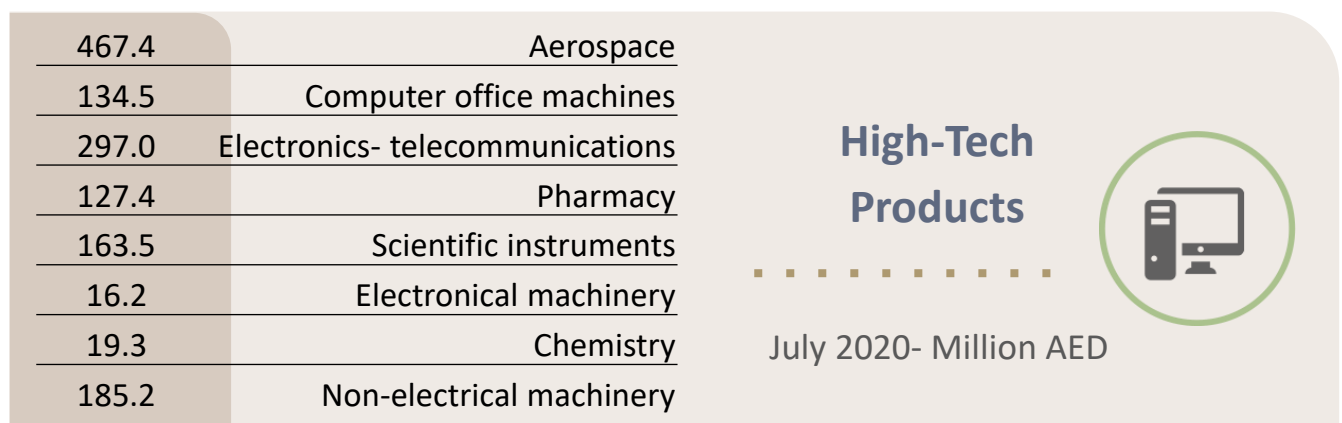 467.4 Aerospace
134.5 Computer office machines
297.0 Electronics- telecommunications
127.4 Pharmacy
163.5 Scientific instruments
16.2 Electronical machinery
19.3 Chemistry
185.2 Non-electrical machinery
High-Tech
Products
July 2020- Million AED